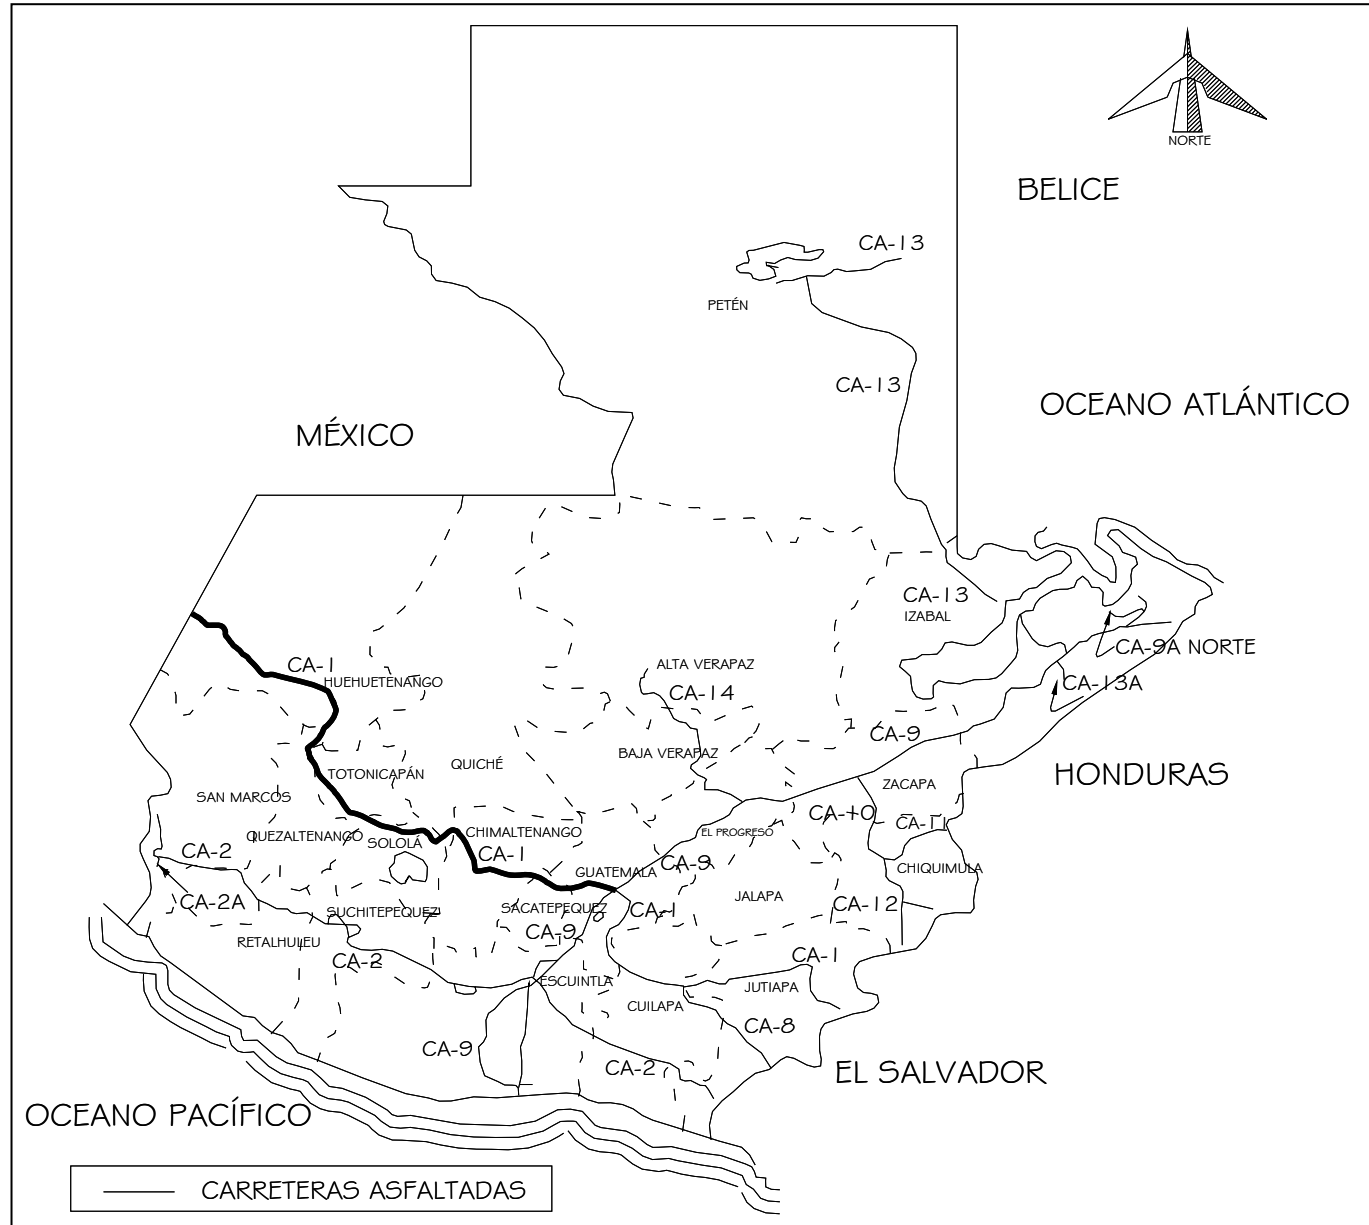 NORTE
BELICE
CA-13
PETÉN
CA-13
OCEANO ATLÁNTICO
MÉXICO
CA-13
IZABAL
CA-9A NORTE
CA-1
HUEHUETENANGO
ALTA VERAPAZ
CA-14
CA-13A
CA-9
BAJA VERAPAZ
QUICHÉ
TOTONICAPÁN
HONDURAS
ZACAPA
SAN MARCOS
CA-10
CA-11
QUEZALTENANGO
SOLOLÁ
CHIMALTENANGO
EL PROGRESO
CA-2
CA-1
GUATEMALA
CA-9
CHIQUIMULA
CA-2A
SUCHITEPEQUEZ
SACATEPEQUEZ
CA-1
JALAPA
CA-12
RETALHULEU
CA-9
CA-2
CA-1
ESCUINTLA
JUTIAPA
CUILAPA
CA-8
CA-9
CA-2
EL SALVADOR
OCEANO PACÍFICO
CARRETERAS ASFALTADAS